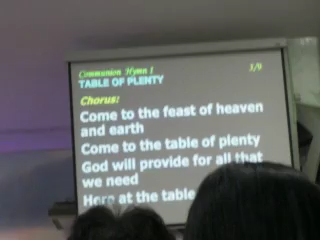 Communion Hymn 1 1/9
TABLE OF PLENTY
Chorus:
Come to the feast of heaven
and earth
Come to the table of plenty
God will provide for all that
we need
Here at the table